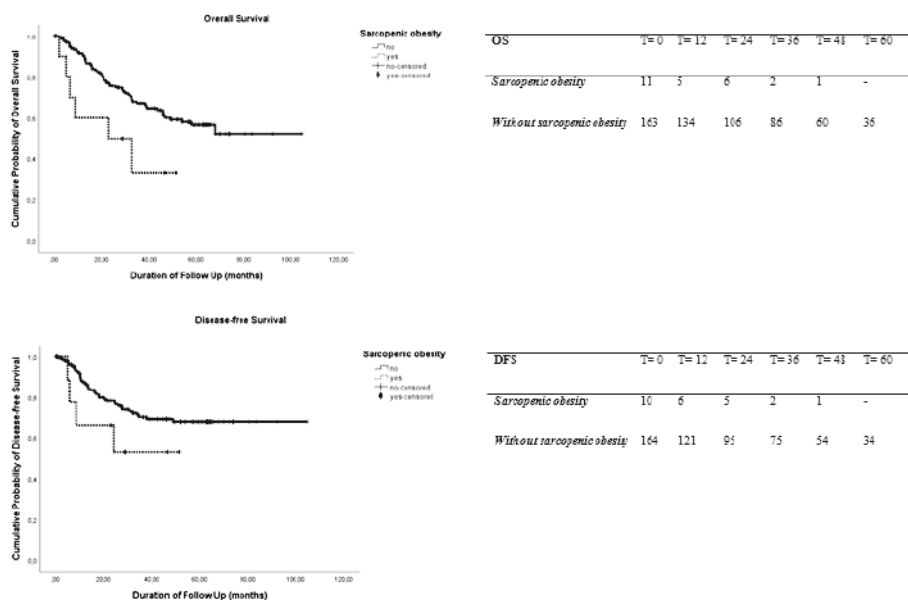 Overall Survival
Cumulative Probability of Overall Survival
1,0
0,8
0,6
0,4
0,2
0,0
,00 20,00 40,00 60,00 80,00 100,00 120,00
Duration of Follow Up (months)
Sarcopenic obesity
no
yes
no-censored
yes-censored
OS T= 0 T= 12 T= 24 T= 36 T= 48 T= 60
Sarcopenic obesity 11 5 6 2 1 -
Without sarcopenic obesity 163 134 106 86 60 36
Disease-free Survival
Cumulative Probability of Disease-free Survival
1,0
0,8
0,6
0,4
0,2
0,0
,00 20,00 40,00 60,00 80,00 100,00 120,00
Duration of Follow Up (months)
Sarcopenic obesity
no
yes
no-censored
yes-censored
DFS T= 0 T= 12 T= 24 T= 36 T= 48 T= 60
Sarcopenic obesity 10 6 5 2 1 -
Without sarcopenic obesity 164 121 95 75 54 34